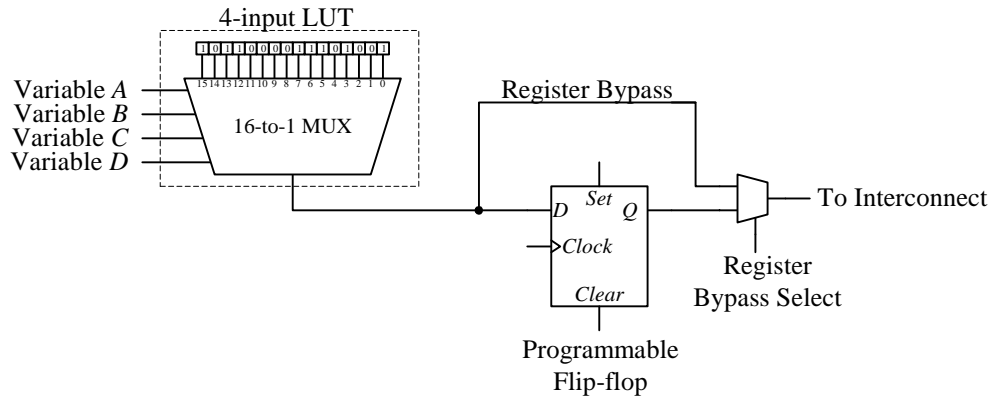 4-input LUT
1 0 1 1 0 0 0 0 1 1 1 0 1 0 0 1
15 14 13 12 11 10 9 8 7 6 5 4 3 2 1 0
Variable A
Variable B
Variable C
Variable D
16-to-1 MUX
Register Bypass
D
Set
Q
Clock
Clear
To Interconnect
Register
Bypass Select
Programmable
Flip-flop